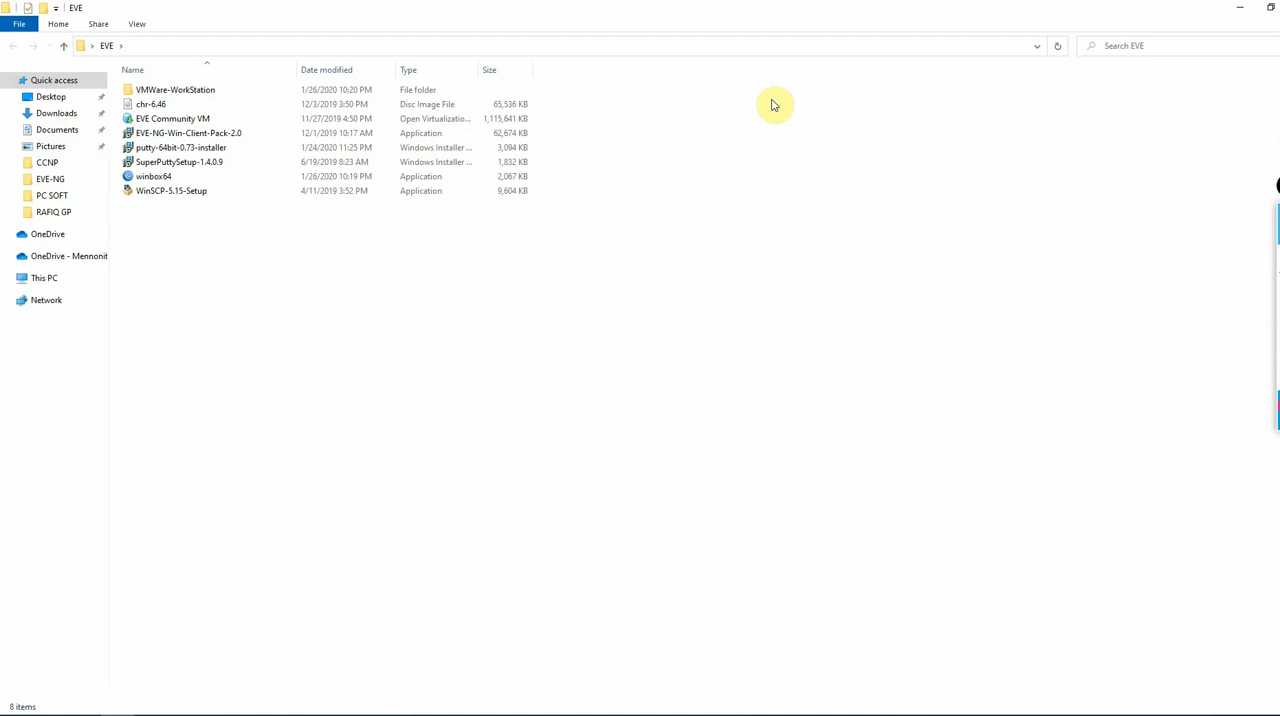 EVE
File Home Share View
EVE
Search EVE
Name Date modified Type Size
Quick access
Desktop
Downloads
Documents
Pictures
CCNP
EVE-NG
PC SOFT
RAFIQ GP
OneDrive
OneDrive - Mennonit
This PC
Network
VMWare-WorkStation 1/26/2020 10:20 PM File folder
chr-6.46 12/3/2019 3:50 PM Disc Image File 65,536 KB
EVE Community VM 11/27/2019 4:50 PM Open Virtualizatio... 1,115,641 KB
EVE-NG-Win-Client-Pack-2.0 12/1/2019 10:17 AM Application 62,674 KB
putty-64bit-0.73-installer 1/24/2020 11:25 PM Windows Installer ... 3,094 KB
SuperPuttySetup-1.4.0.9 6/19/2019 8:23 AM Windows Installer ... 1,832 KB
winbox64 1/26/2020 10:19 PM Application 2,067 KB
WinSCP-5.15-Setup 4/11/2019 3:52 PM Application 9,604 KB
8 items